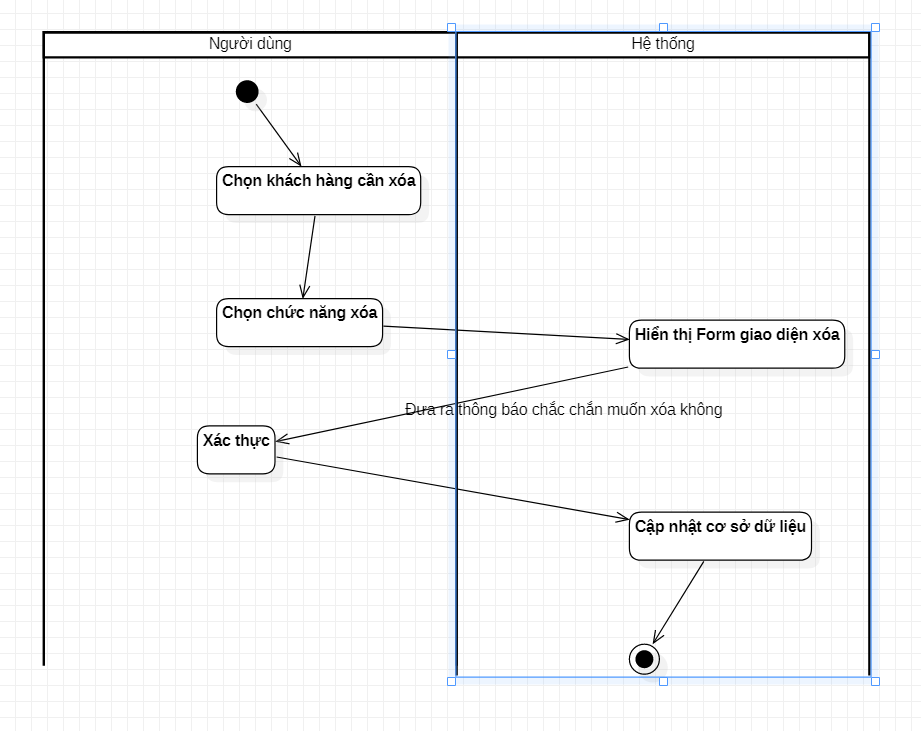 Người dùng
Hệ thống
Chọn khách hàng cần xóa
Chọn chức năng xóa
Hiển thị Form giao diện xóa
Đưa ra thông báo chắc chắn muốn xóa không
Xác thực
Cập nhật cơ sở dữ liệu